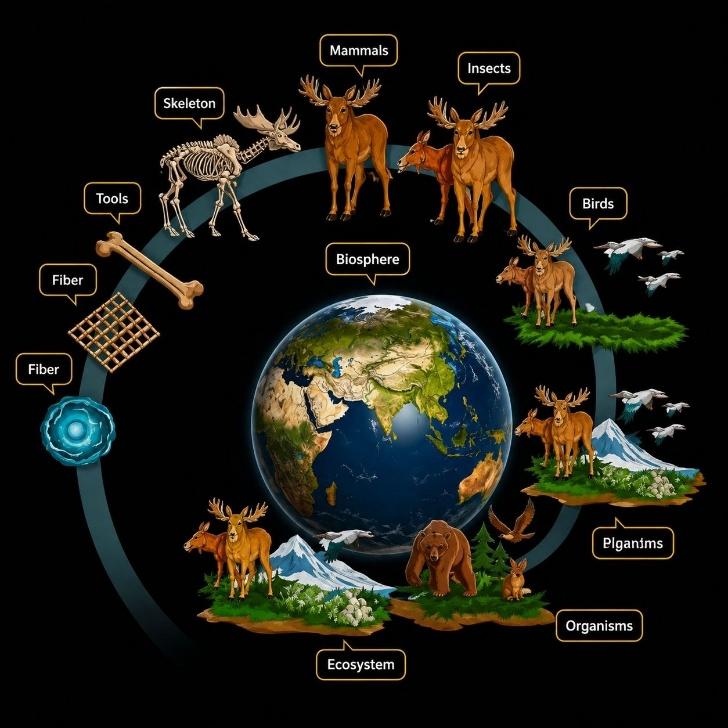 Mammals
Insects
Skeleton
Tools
Birds
Biosphere
Fiber
Fiber
Organisms
Ecosystem